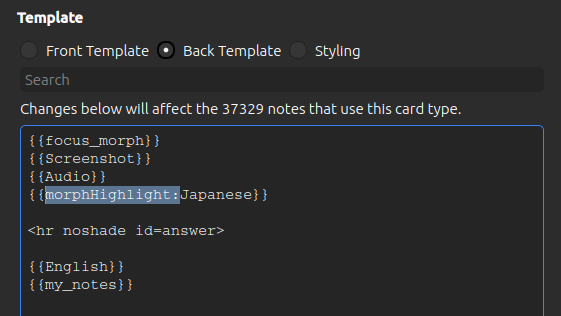 Template
Front Template Back Template Styling
Search
Changes below will affect the 37329 notes that use this card type.
{{focus_morph}}
{{Screenshot}}
{{Audio}}
{{morphHighlight:Japanese}}
<hr noshade id=answer>
{{English}}
{{my_notes}}